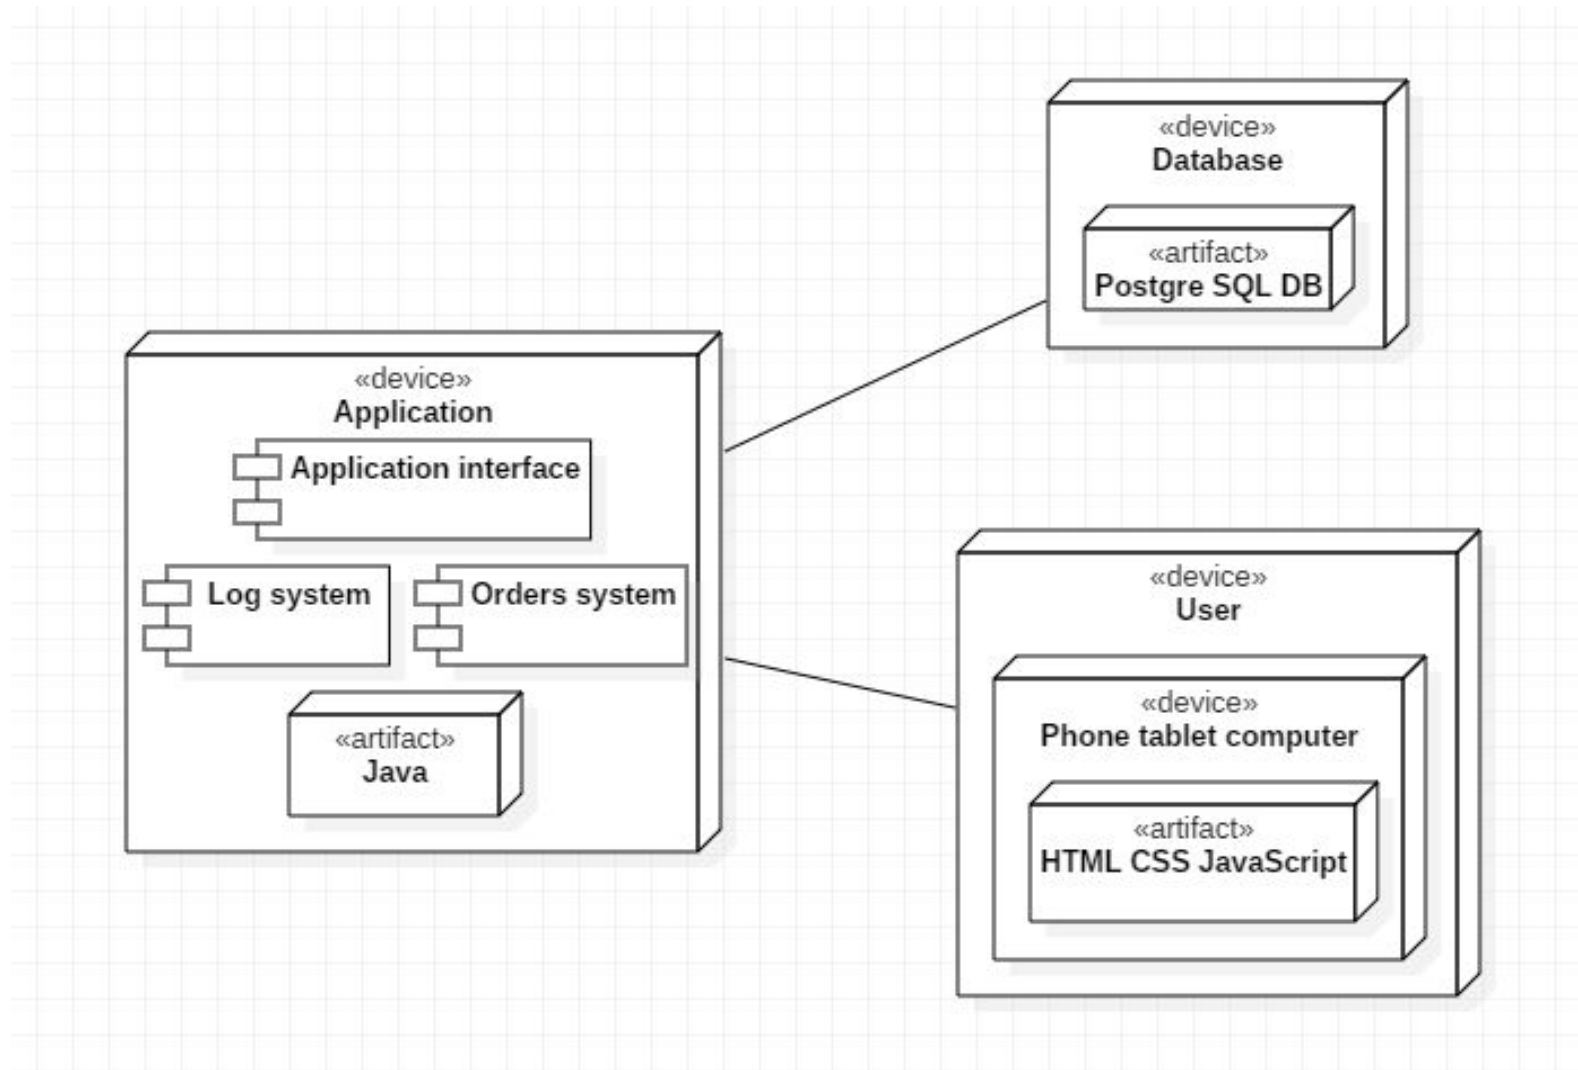 «device»
Application
Application interface
Log system
Orders system
«artifact»
Java
«device»
Database
«artifact»
Postgre SQL DB
«device»
User
«device»
Phone tablet computer
«artifact»
HTML CSS JavaScript